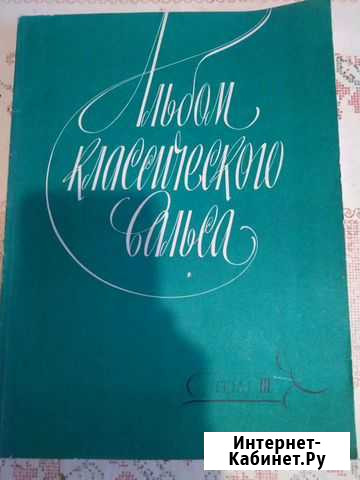 Альбом
классического
вальса
Интернет-
Кабинет.Ру